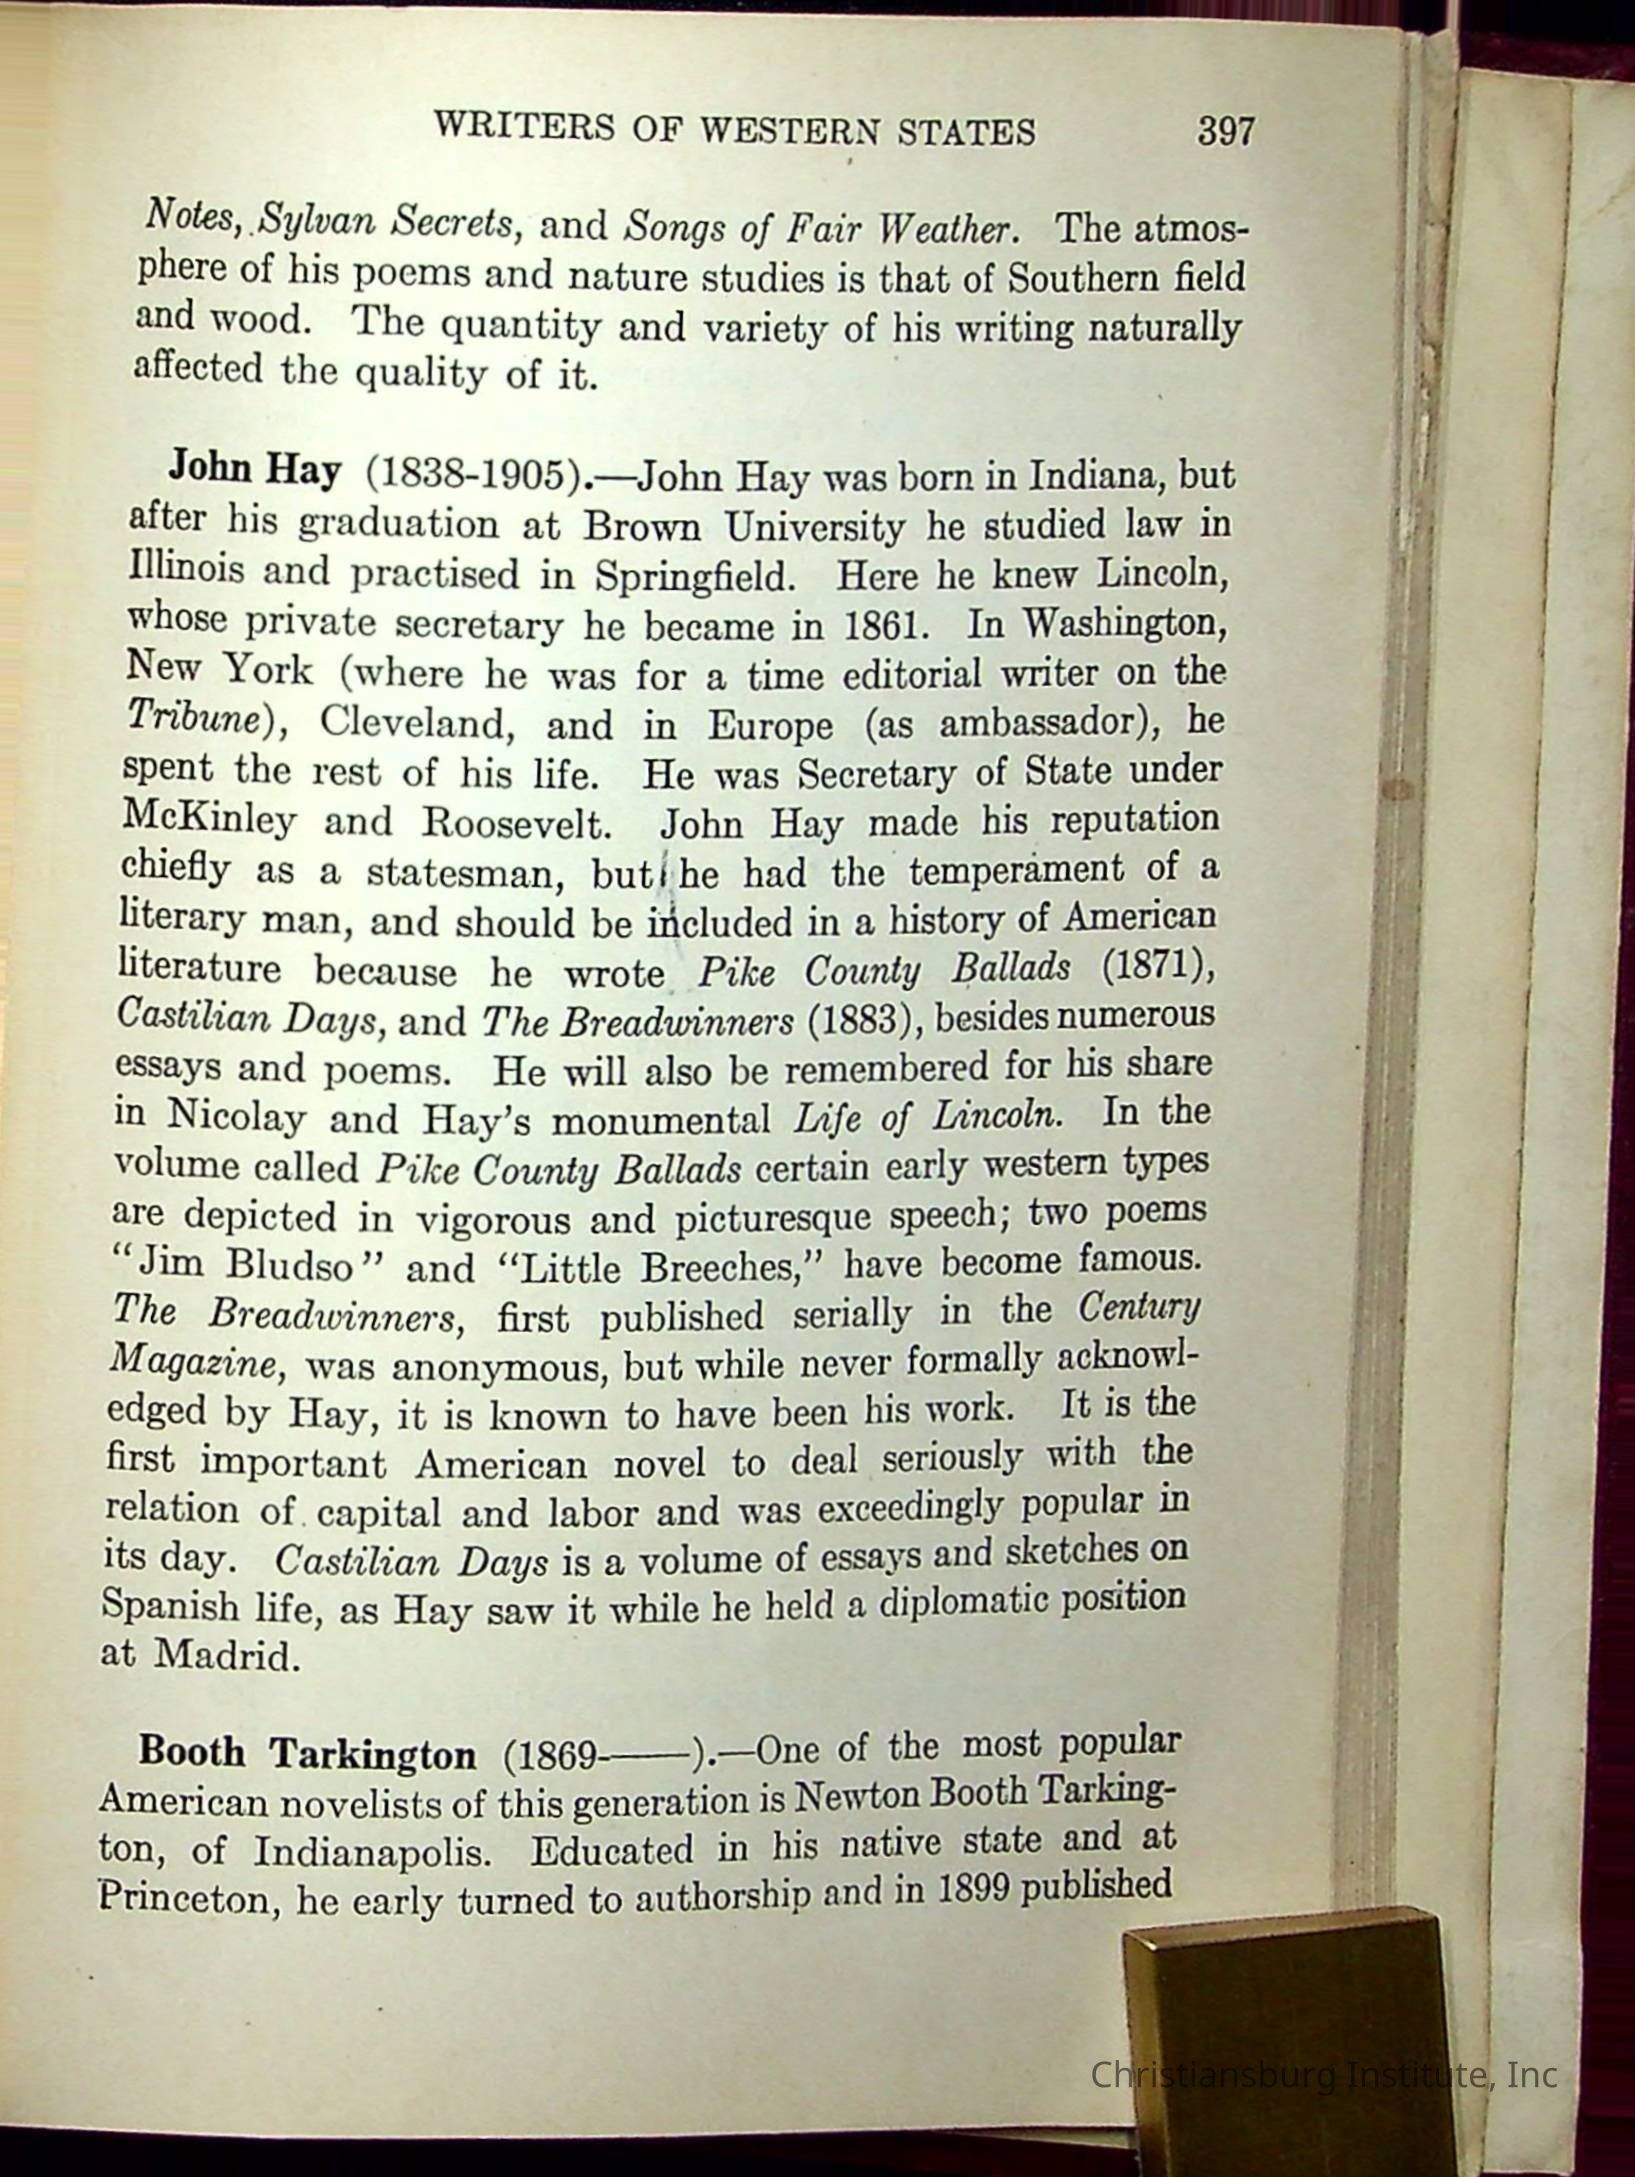 WRITERS OF WESTERN STATES 397
Notes, Sylvan Secrets, and Songs of Fair Weather. The atmos-
phere of his poems and nature studies is that of Southern field
and wood. The quantity and variety of his writing naturally
affected the quality of it.
John Hay (1838-1905).—John Hay was born in Indiana, but
after his graduation at Brown University he studied law in
Illinois and practised in Springfield. Here he knew Lincoln,
whose private secretary he became in 1861. In Washington,
New York (where he was for a time editorial writer on the
Tribune), Cleveland, and in Europe (as ambassador), he
spent the rest of his life. He was Secretary of State under
McKinley and Roosevelt. John Hay made his reputation
chiefly as a statesman, but he had the temperament of a
literary man, and should be included in a history of American
literature because he wrote Pike County Ballads (1871),
Castilian Days, and The Breadwinners (1883), besides numerous
essays and poems. He will also be remembered for his share
in Nicolay and Hay's monumental Life of Lincoln. In the
volume called Pike County Ballads certain early western types
are depicted in vigorous and picturesque speech; two poems
"Jim Bludso" and "Little Breeches," have become famous.
The Breadwinners, first published serially in the Century
Magazine, was anonymous, but while never formally acknowl-
edged by Hay, it is known to have been his work. It is the
first important American novel to deal seriously with the
relation of capital and labor and was exceedingly popular in
its day. Castilian Days is a volume of essays and sketches on
Spanish life, as Hay saw it while he held a diplomatic position
at Madrid.
Booth Tarkington (1869-——).—One of the most popular
American novelists of this generation is Newton Booth Tarking-
ton, of Indianapolis. Educated in his native state and at
Princeton, he early turned to authorship and in 1899 published
Christiansburg Institute, Inc